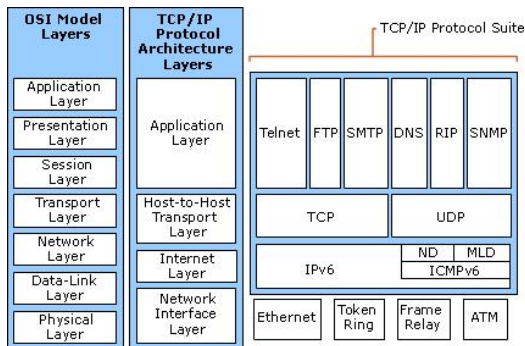 OSI Model
Layers
Application
Layer
Presentation
Layer
Session
Layer
Transport
Layer
Network
Layer
Data-Link
Layer
Physical
Layer
TCP/IP
Protocol
Architecture
Layers
Application
Layer
Host-to-Host
Transport
Layer
Internet
Layer
Network
Interface
Layer
TCP/IP Protocol Suite
Telnet
FTP
SMTP
DNS
RIP
SNMP
TCP
UDP
IPv6
ND
MLD
ICMPv6
Ethernet
Token
Ring
Frame
Relay
ATM